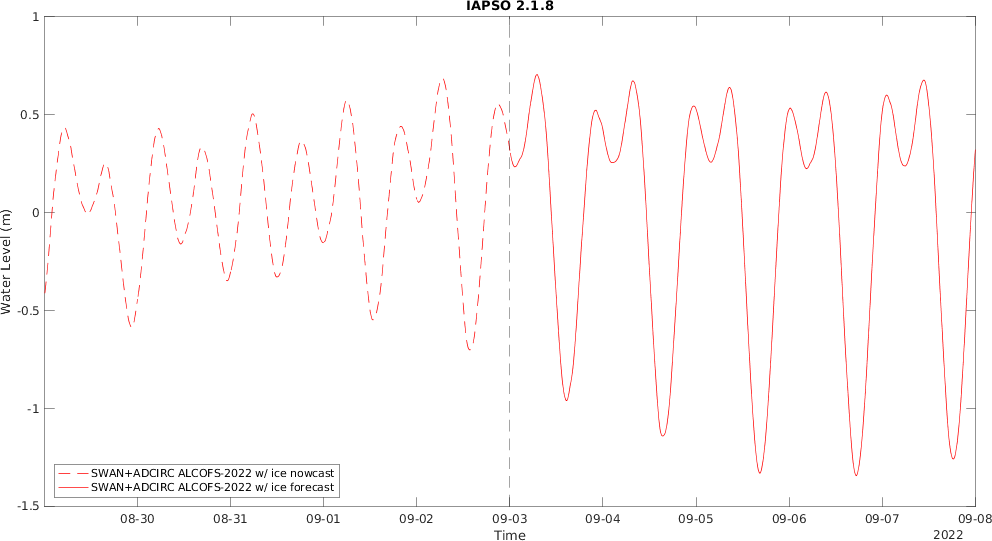 IAPSO 2.1.8
1
0.5
0
-0.5
-1
-1.5
Water Level (m)
SWAN+ADCIRC ALCOFS-2022 w/ ice nowcast
SWAN+ADCIRC ALCOFS-2022 w/ ice forecast
08-30 08-31 09-01 09-02 09-03 09-04 09-05 09-06 09-07 09-08
Time
2022